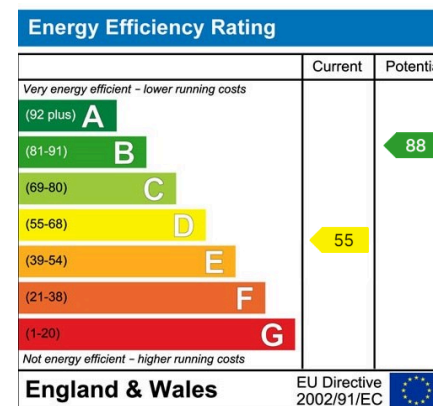 Energy Efficiency Rating
Current Potentia
Very energy efficient – lower running costs
(92 plus) A
(81-91) B
88
(69-80) C
(55-68) D
55
(39-54) E
(21-38) F
(1-20) G
Not energy efficient – higher running costs
England & Wales
EU Directive
2002/91/EC